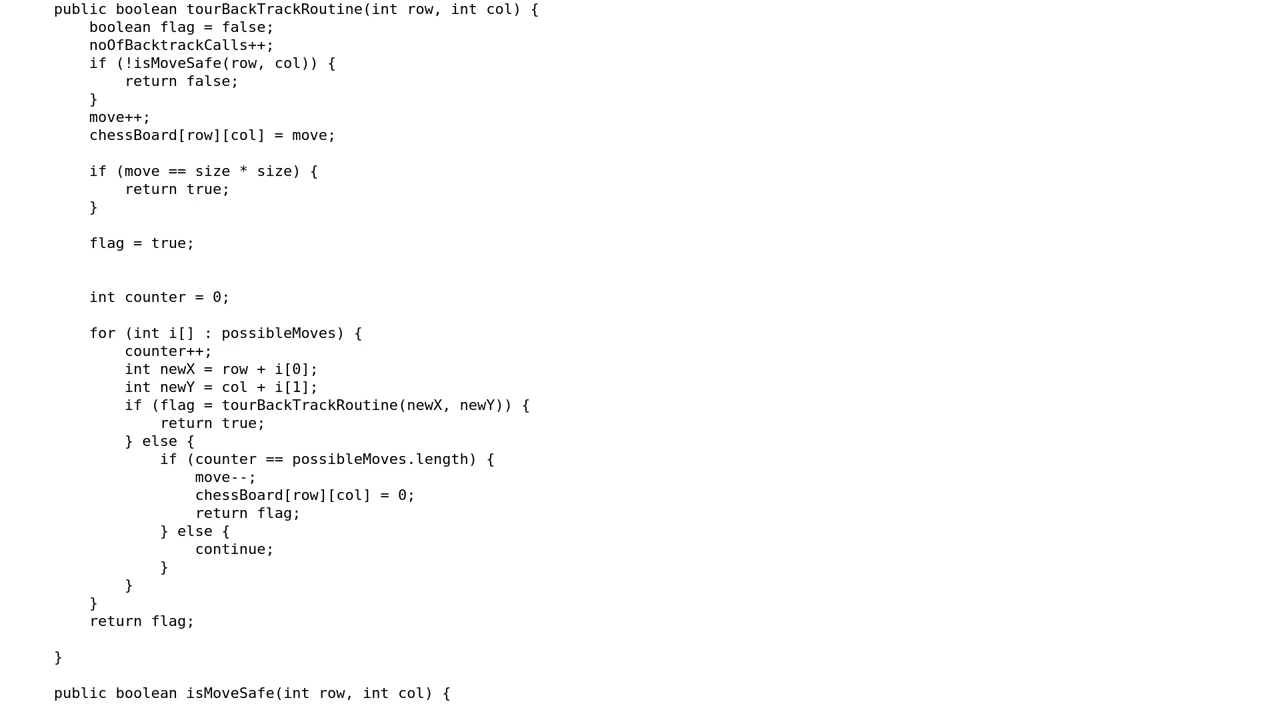 public boolean tourBackTrackRoutine(int row, int col) {
    boolean flag = false;
    noOfBacktrackCalls++;
    if (!isMoveSafe(row, col)) {
        return false;
    }
    move++;
    chessBoard[row][col] = move;

    if (move == size * size) {
        return true;
    }

    flag = true;


    int counter = 0;

    for (int i[] : possibleMoves) {
        counter++;
        int newX = row + i[0];
        int newY = col + i[1];
        if (flag = tourBackTrackRoutine(newX, newY)) {
            return true;
        } else {
            if (counter == possibleMoves.length) {
                move--;
                chessBoard[row][col] = 0;
                return flag;
            } else {
                continue;
            }
        }
    }
    return flag;

}

public boolean isMoveSafe(int row, int col) {